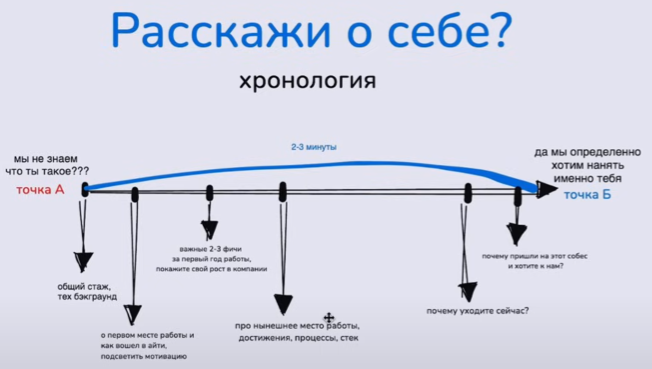 Расскажи о себе?
хронология
2-3 минуты
мы не знаем
что ты такое???
точка А
да мы определенно
хотим нанять
именно тебя
точка Б
общий стаж,
тех бэкграунд
о первом месте работы и
как вошел в айти,
подсветить мотивацию
важные 2-3 фичи
за первый год работы,
покажите свой рост в компании
про нынешнее место работы,
достижения, процессы, стек
почему уходите сейчас?
почему пришли на этот собес
и хотите к нам?